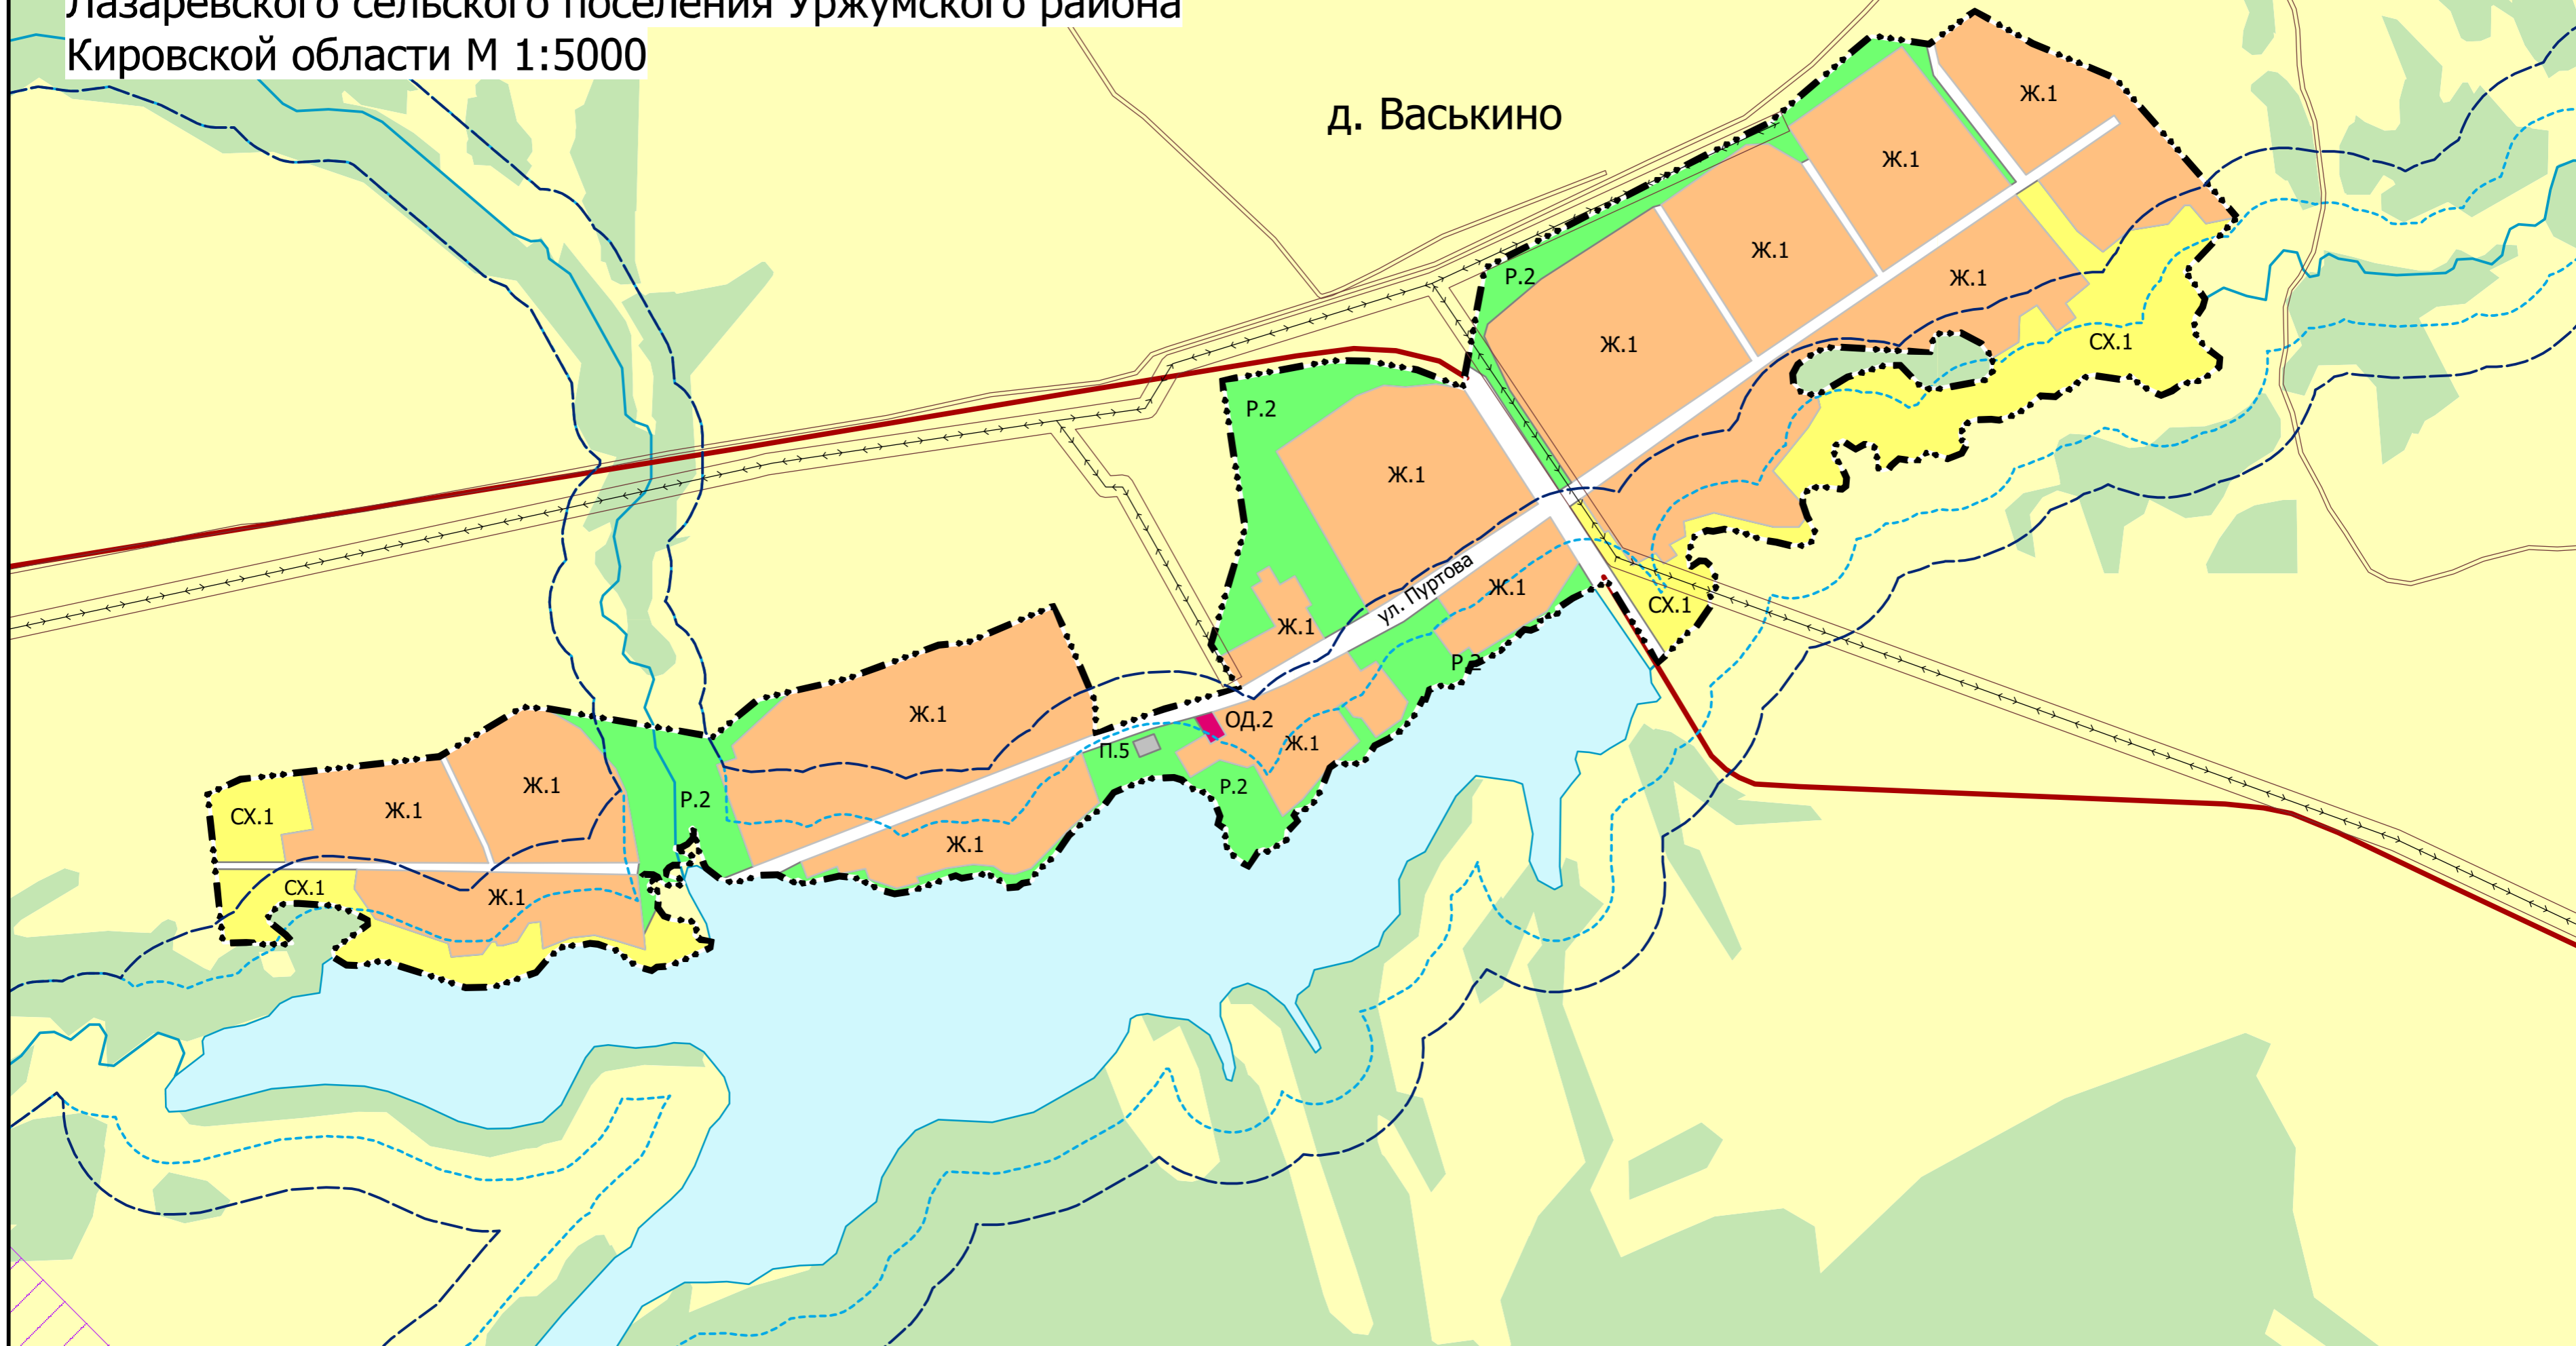 Лазаревского сельского поселения Уржумского района
Кировской области М 1:5000
д. Васькино
Ж.1
Ж.1
Ж.1
Р.2
Ж.1
Ж.1
СХ.1
Р.2
Ж.1
ул. Пуртова
Ж.1
СХ.1
Ж.1
Р.2
Ж.1
ОД.2
Ж.1
П.5
Р.2
Ж.1
Р.2
Ж.1
СХ.1
Ж.1
СХ.1
Ж.1